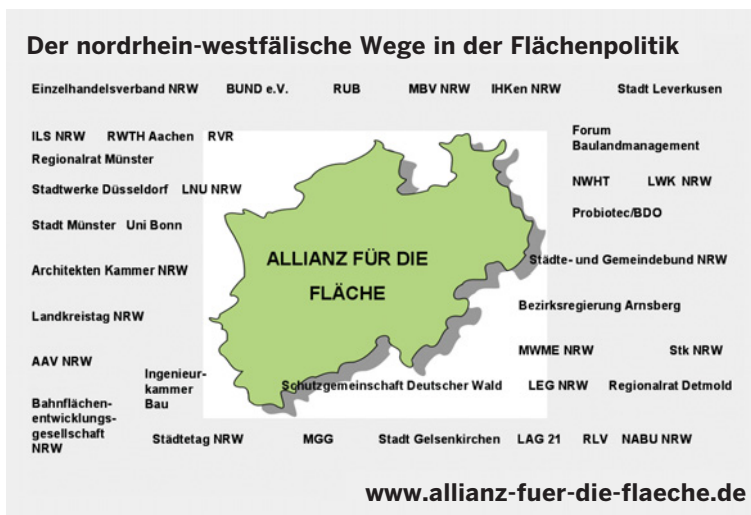 Der nordrhein-westfälische Wege in der Flächenpolitik
Einzelhandelsverband NRW BUND e.V. RUB MBV NRW IHKen NRW Stadt Leverkusen
ILS NRW RWTH Aachen RVR
Forum
Baulandmanagement
Regionalrat Münster
NWHT LWK NRW
Stadtwerke Düsseldorf LNU NRW
Probiotec/BDO
Stadt Münster Uni Bonn
ALLIANZ FÜR DIE
FLÄCHE
Städte- und Gemeindebund NRW
Architekten Kammer NRW
Bezirksregierung Arnsberg
Landkreistag NRW
MWME NRW Stk NRW
AAV NRW
Ingenieur-
kammer
Bau
Schutzgemeinschaft Deutscher Wald LEG NRW Regionalrat Detmold
Bahnflächen-
entwicklungs-
gesellschaft
NRW
Städtetag NRW MGG Stadt Gelsenkirchen LAG 21 RLV NABU NRW
www.allianz-fuer-die-flaeche.de